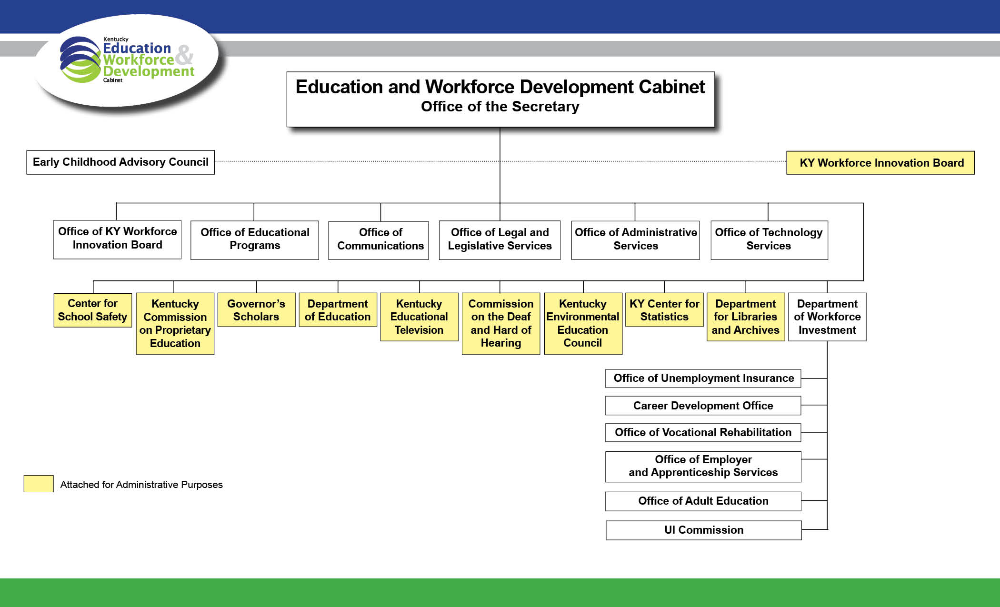 Kentucky
Education
Workforce &
Development
Cabinet
Education and Workforce Development Cabinet
Office of the Secretary
Early Childhood Advisory Council
KY Workforce Innovation Board
Office of KY Workforce
Innovation Board
Office of Educational
Programs
Office of
Communications
Office of Legal and
Legislative Services
Office of Administrative
Services
Office of Technology
Services
Center for
School Safety
Kentucky
Commission
on Proprietary
Education
Governor’s
Scholars
Department
of Education
Kentucky
Educational
Television
Commission
on the Deaf
and Hard of
Hearing
Kentucky
Environmental
Education
Council
KY Center for
Statistics
Department
for Libraries
and Archives
Department
of Workforce
Investment
Office of Unemployment Insurance
Career Development Office
Office of Vocational Rehabilitation
Office of Employer
and Apprenticeship Services
Office of Adult Education
UI Commission
Attached for Administrative Purposes